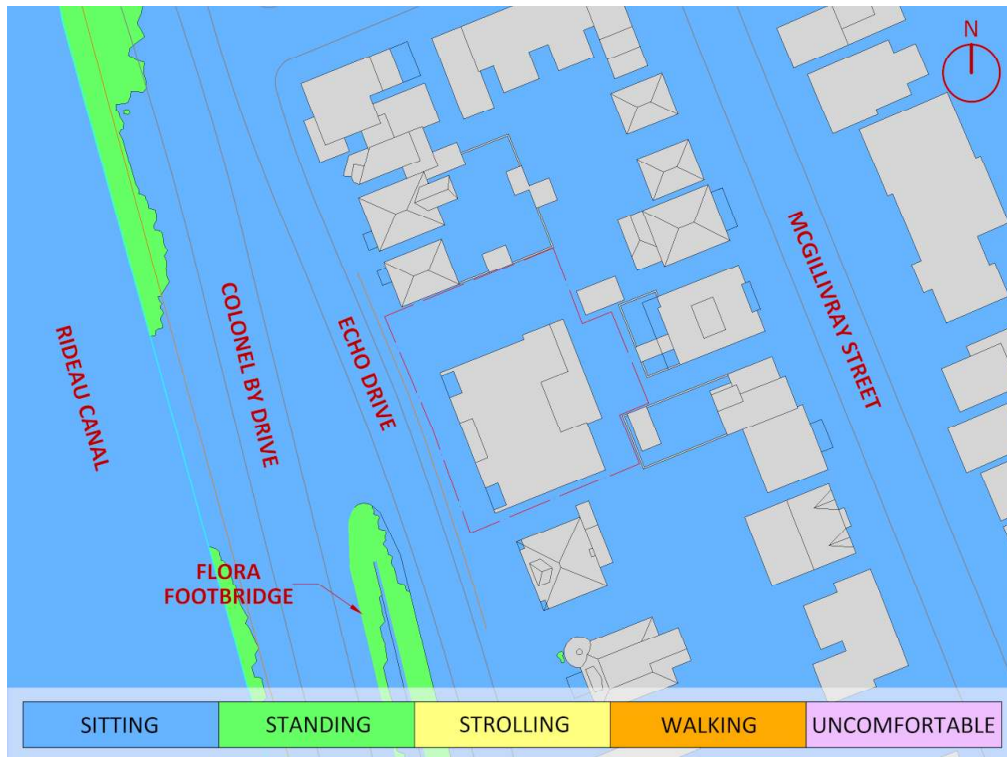 N
MCGILLIVRAY STREET
COLONEL BY DRIVE
ECHO DRIVE
RIDEAU CANAL
FLORA
FOOTBRIDGE
SITTING
STANDING
STROLLING
WALKING
UNCOMFORTABLE